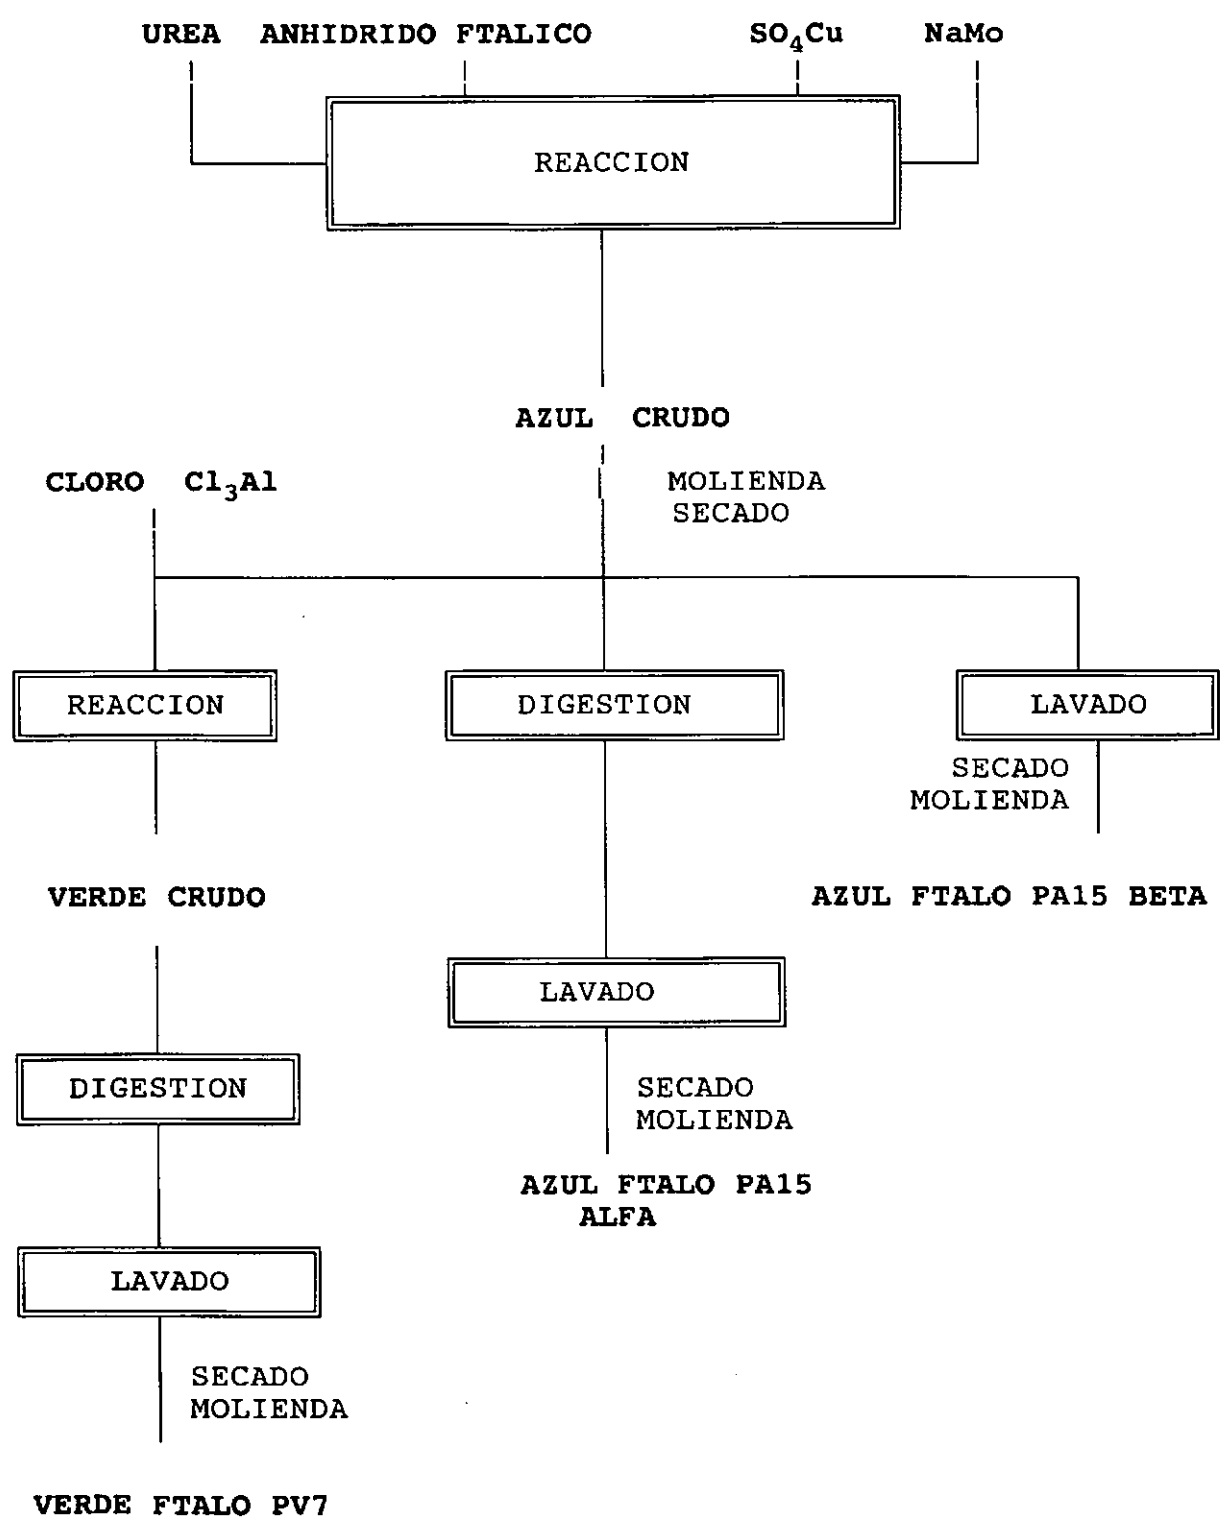 UREA ANHIDRIDO FTALICO SO₄Cu NaMo
REACCION
AZUL CRUDO
CLORO Cl₃Al
MOLIENDA
SECADO
REACCION
DIGESTION
LAVADO
SECADO
MOLIENDA
VERDE CRUDO
AZUL FTALO PA15 BETA
LAVADO
DIGESTION
SECADO
MOLIENDA
AZUL FTALO PA15
ALFA
LAVADO
SECADO
MOLIENDA
VERDE FTALO PV7